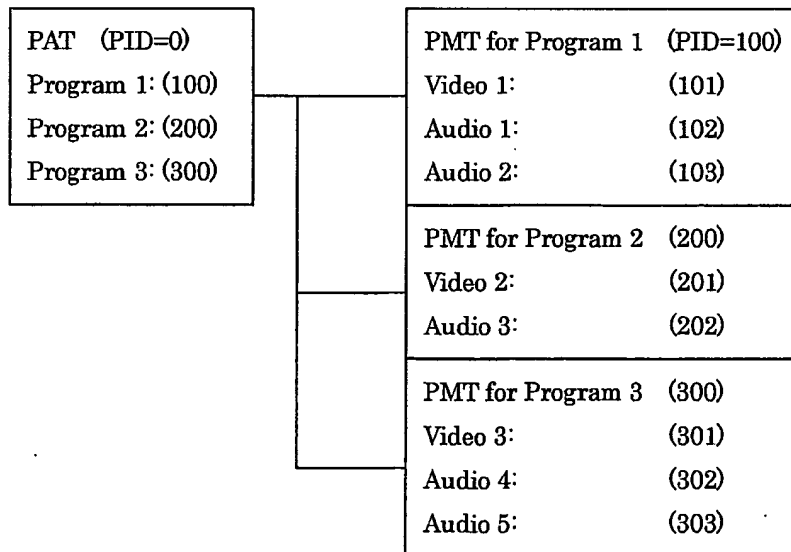 PAT (PID=0)
Program 1: (100)
Program 2: (200)
Program 3: (300)
PMT for Program 1 (PID=100)
Video 1: (101)
Audio 1: (102)
Audio 2: (103)
PMT for Program 2 (200)
Video 2: (201)
Audio 3: (202)
PMT for Program 3 (300)
Video 3: (301)
Audio 4: (302)
Audio 5: (303)